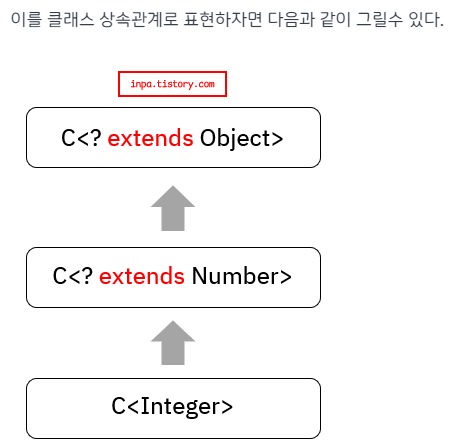 이를 클래스 상속관계로 표현하자면 다음과 같이 그릴수 있다.
inpa.tistory.com
C<? extends Object>
C<? extends Number>
C<Integer>